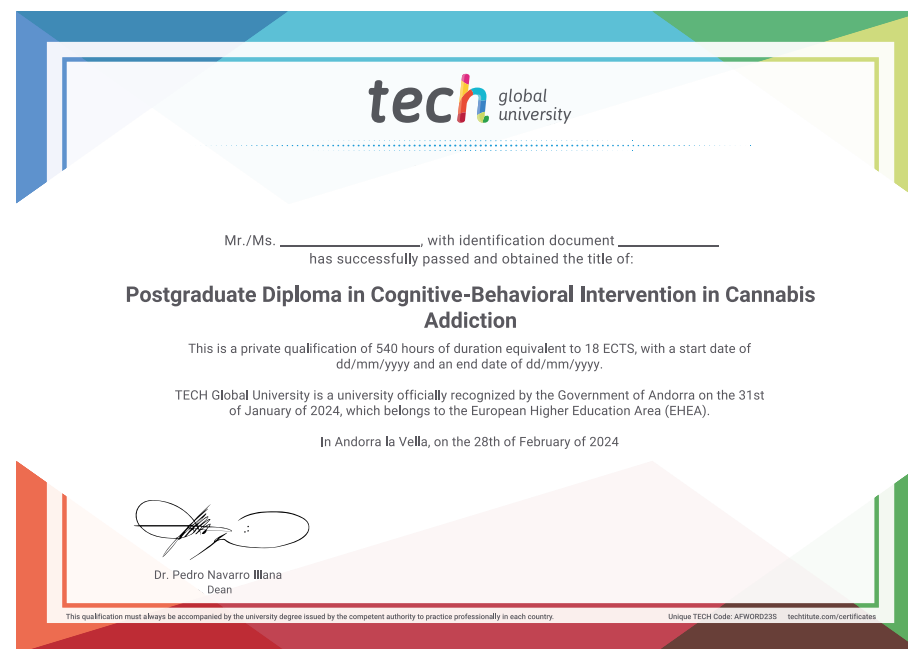 tech global university
Mr./Ms. ____________________, with identification document ______________
has successfully passed and obtained the title of:
Postgraduate Diploma in Cognitive-Behavioral Intervention in Cannabis
Addiction
This is a private qualification of 540 hours of duration equivalent to 18 ECTS, with a start date of
dd/mm/yyyy and an end date of dd/mm/yyyy.
TECH Global University is a university officially recognized by the Government of Andorra on the 31st
of January of 2024, which belongs to the European Higher Education Area (EHEA).
In Andorra la Vella, on the 28th of February of 2024
Dr. Pedro Navarro Illana
Dean
This qualification must always be accompanied by the university degree issued by the competent authority to practice professionally in each country.
Unique TECH Code: AFWORD23S techtitute.com/certificates